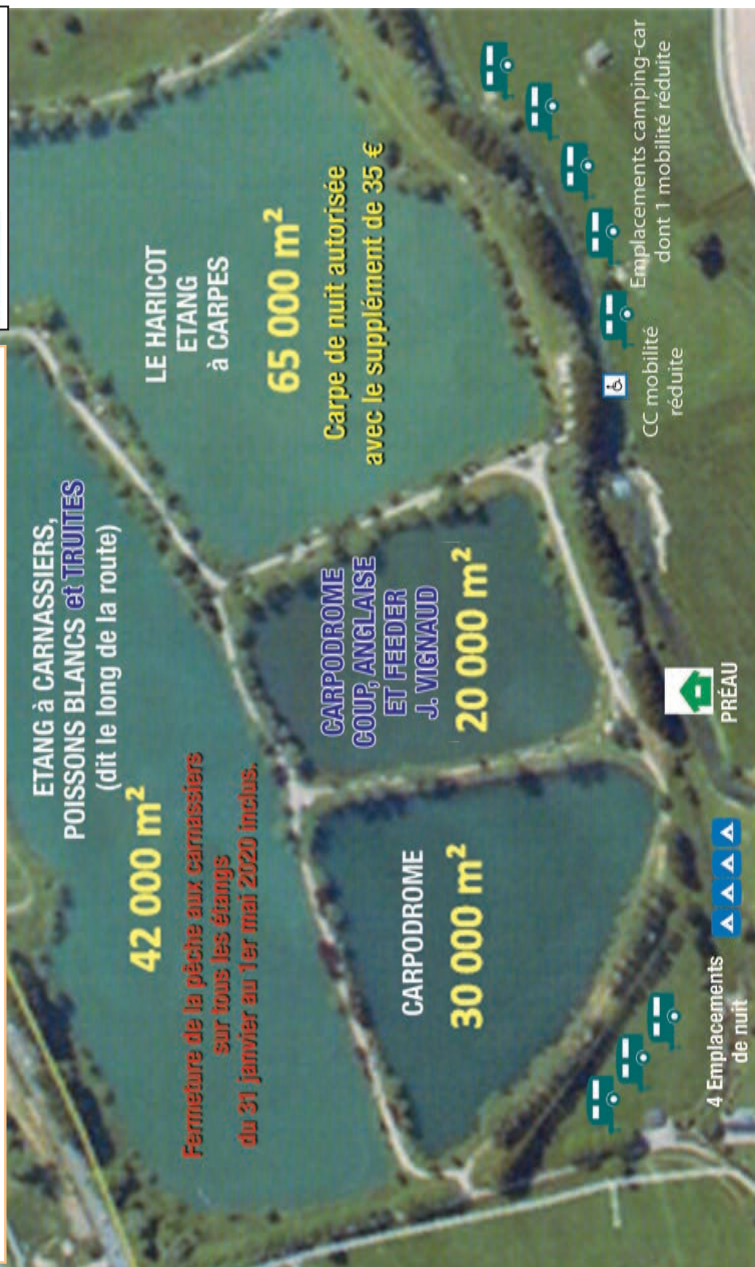 ETANG à CARNASSIERS,
POISSONS BLANCS et TRUITES
(dit le long de la route)
42 000 m²
Fermeture de la pêche aux carnassiers
sur tous les étangs
du 31 janvier au 1er mai 2020 inclus.
LE HARICOT
ETANG
à CARPES
65 000 m²
Carpe de nuit autorisée
avec le supplément de 35 €
CARPODROME
COUP, ANGLAISE
ET FEEDER
J. VIGNAUD
20 000 m²
CARPODROME
30 000 m²
4 Emplacements
de nuit
PRÉAU
CC mobilité
réduite
Emplacements camping-car
dont 1 mobilité réduite